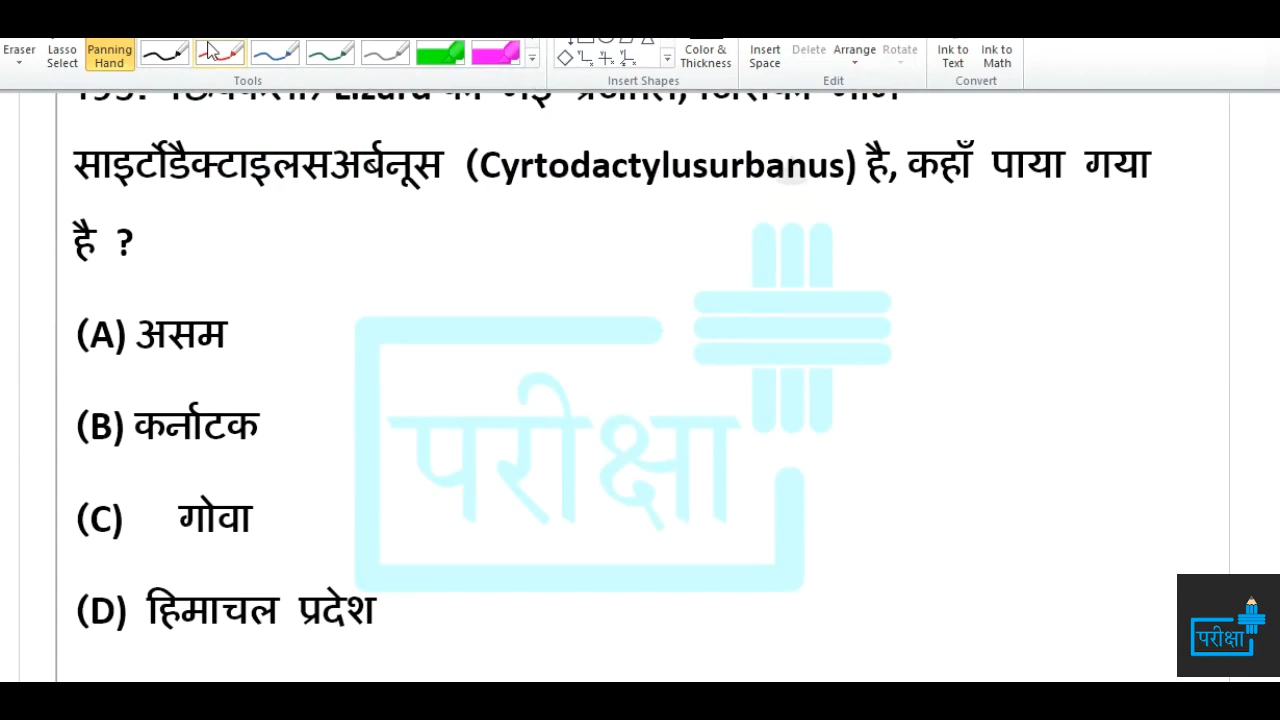 Eraser Lasso Select Panning Hand Color & Thickness Insert Space Delete Arrange Rotate Ink to Text Ink to Math
Tools Insert Shapes Edit Convert
Lizard
साइर्टोडैक्टाइलसअर्बनूस (Cyrtodactylusurbanus) है, कहाँ पाया गया
है ?
(A) असम
(B) कर्नाटक
(C) गोवा
(D) हिमाचल प्रदेश
परीक्षा
परीक्षा